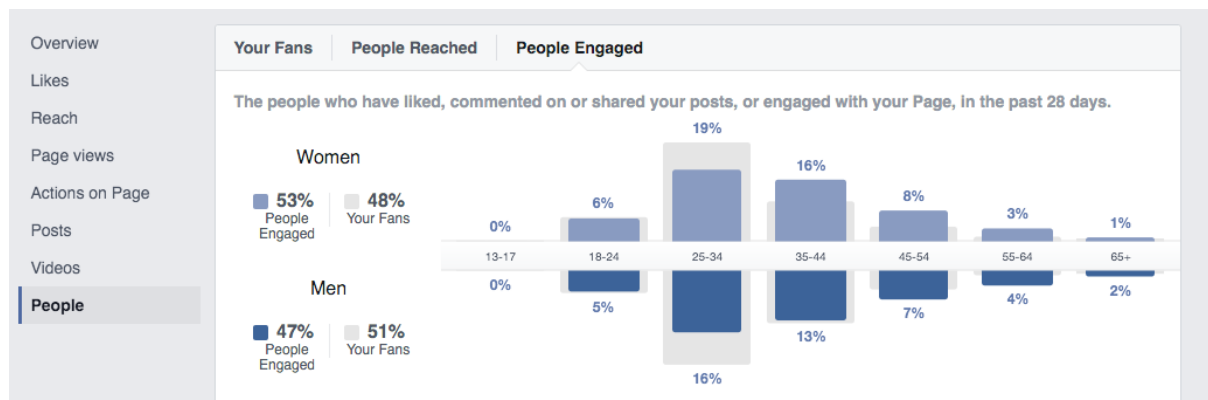 Overview
Likes
Reach
Page views
Actions on Page
Posts
Videos
People
Your Fans People Reached People Engaged
The people who have liked, commented on or shared your posts, or engaged with your Page, in the past 28 days.
Women
53% 48%
People Your Fans
Engaged
19%
16%
8%
6%
3%
1%
0%
13-17 18-24 25-34 35-44 45-54 55-64 65+
Men
47% 51%
People Your Fans
Engaged
0%
5%
16%
13%
7%
4%
2%